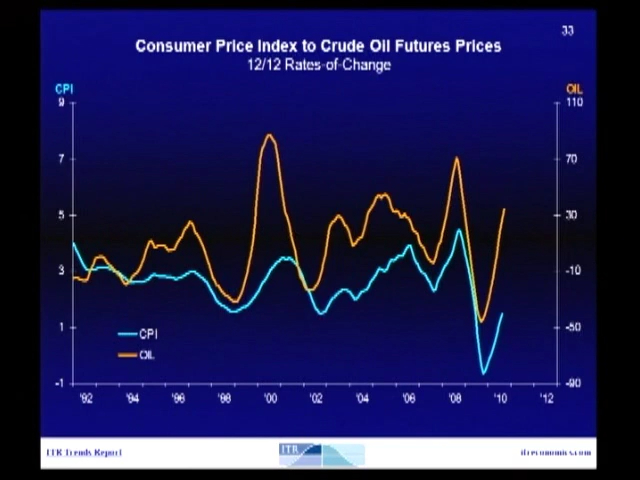 33
Consumer Price Index to Crude Oil Futures Prices
12/12 Rates-of-Change
CPI OIL
9 110
7 70
5 30
3 -10
1 -50
-1 -90
CPI
OIL
'92 '94 '96 '98 '00 '02 '04 '06 '08 '10 '12
ITR Trends Report ITR itreconomics.com